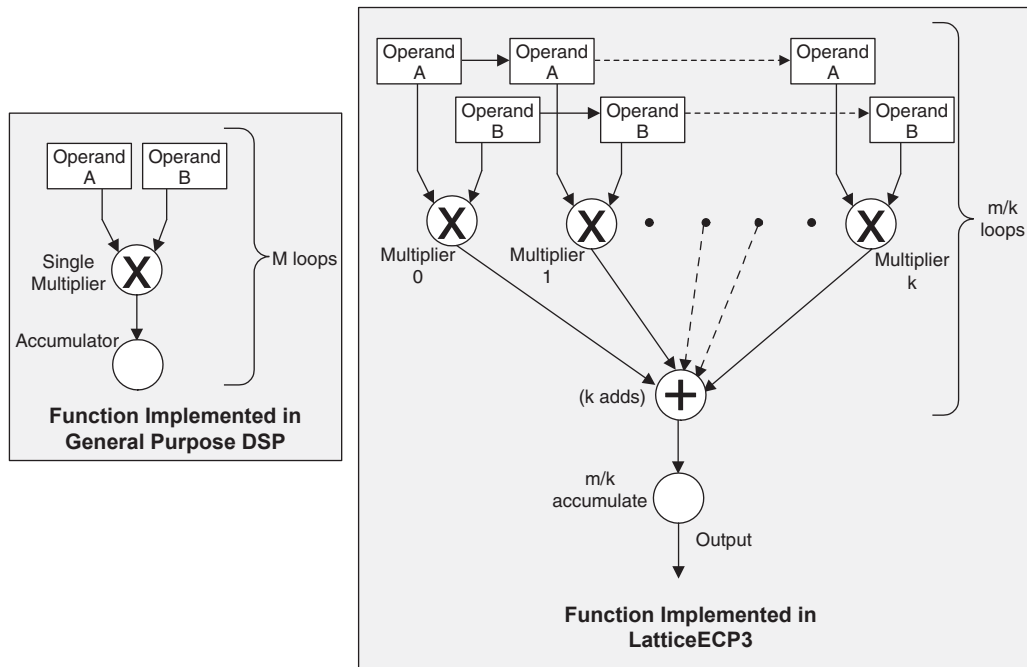 Operand
A
Operand
B
Single
Multiplier
X
M loops
Accumulator
Function Implemented in
General Purpose DSP
Operand
A
Operand
A
Operand
A
Operand
B
Operand
B
Operand
B
X
X
X
Multiplier
0
Multiplier
1
Multiplier
k
m/k
loops
(k adds)
+
m/k
accumulate
Output
Function Implemented in
LatticeECP3